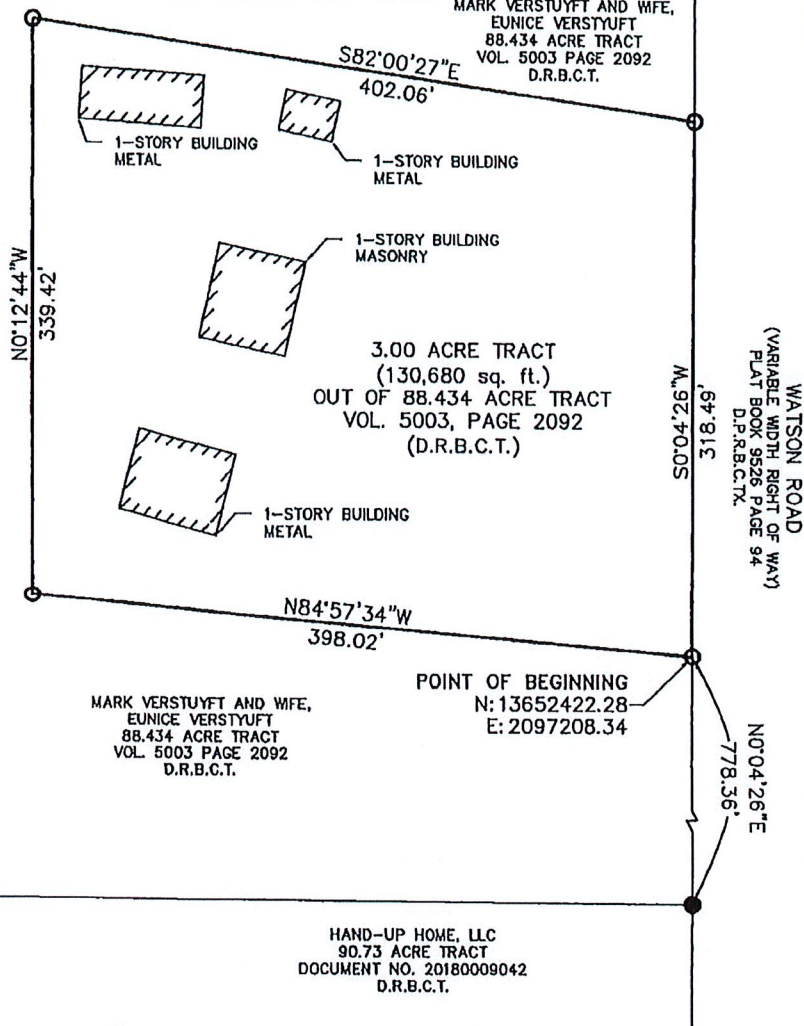 MARK VERSTUYFT AND WIFE,
EUNICE VERSTYUFT
88.434 ACRE TRACT
VOL. 5003 PAGE 2092
D.R.B.C.T.
S82°00'27"E
402.06'
1-STORY BUILDING
METAL
1-STORY BUILDING
METAL
1-STORY BUILDING
MASONRY
N0°12'44"W
339.42'
3.00 ACRE TRACT
(130,680 sq. ft.)
OUT OF 88.434 ACRE TRACT
VOL. 5003, PAGE 2092
(D.R.B.C.T.)
S0°04'26"W
318.49'
WATSON ROAD
(VARIABLE WIDTH RIGHT OF WAY)
PLAT BOOK 9526 PAGE 94
D.P.R.B.C.TX.
1-STORY BUILDING
METAL
N84°57'34"W
398.02'
POINT OF BEGINNING
N: 13652422.28
E: 2097208.34
MARK VERSTUYFT AND WIFE,
EUNICE VERSTYUFT
88.434 ACRE TRACT
VOL. 5003 PAGE 2092
D.R.B.C.T.
N0°04'26"E
778.36'
HAND-UP HOME, LLC
90.73 ACRE TRACT
DOCUMENT NO. 20180009042
D.R.B.C.T.